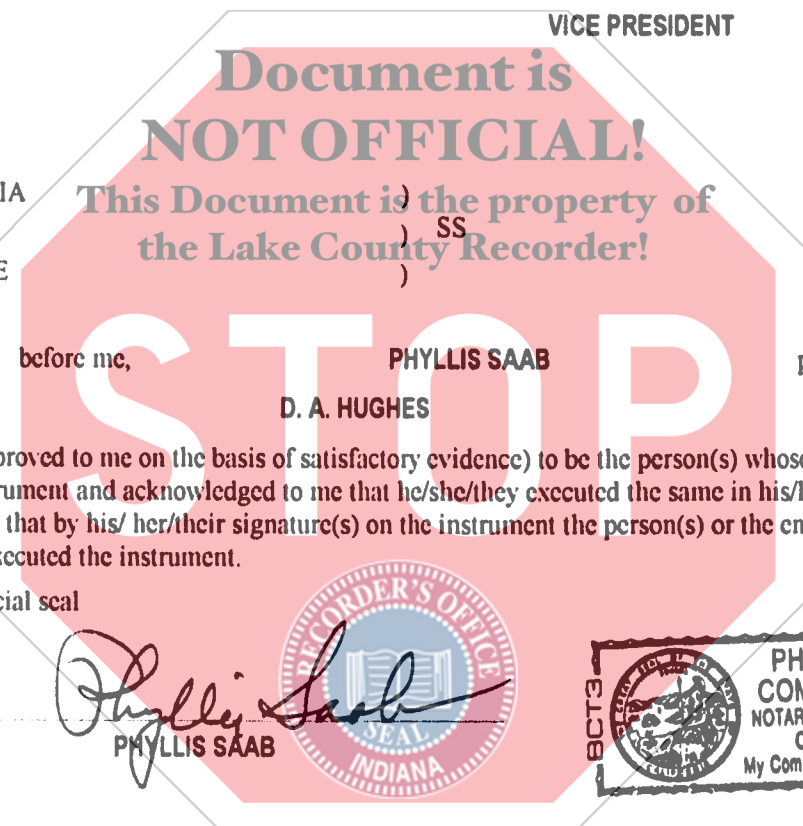 VICE PRESIDENT
Document is
NOT OFFICIAL!
IA
This Document is the property of
)
the Lake County Recorder!
) SS
E
)
STOP
before me, PHYLLIS SAAB
D. A. HUGHES
proved to me on the basis of satisfactory evidence) to be the person(s) whose
rument and acknowledged to me that he/she/they executed the same in his/
that by his/ her/their signature(s) on the instrument the person(s) or the en
xecuted the instrument.
cial seal
Phyllis Saab
PHYLLIS SAAB
RECORDER'S OFFICE
SEAL
INDIANA
8CT3
PH
COM
NOTAR
C
My Com